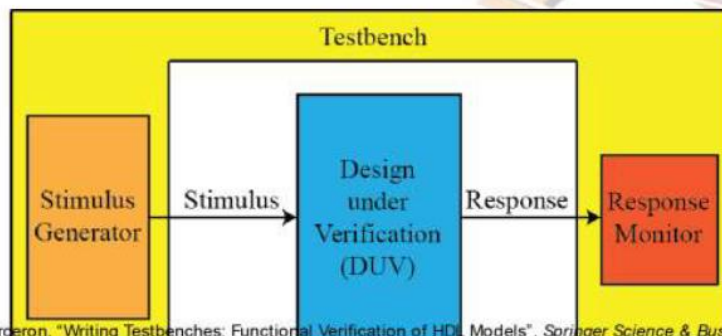 Testbench
Stimulus
Generator
Stimulus
Design
under
Verification
(DUV)
Response
Response
Monitor
"Writing Testbenches: Functional Verification of HDL Models", Springer Science &